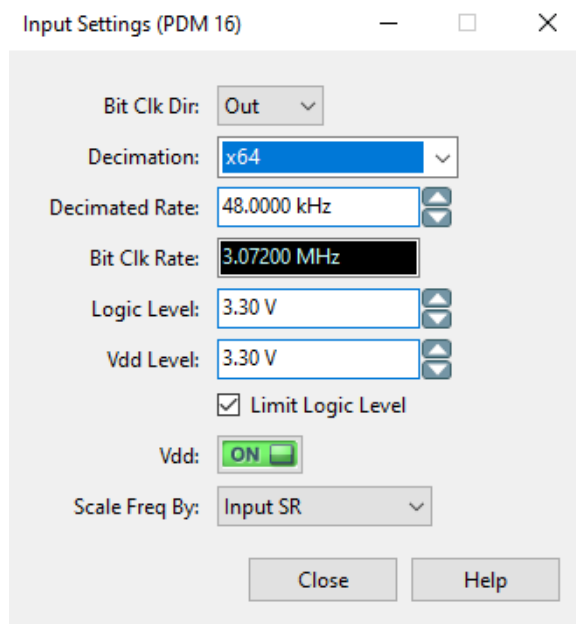 Input Settings (PDM 16)
Bit Clk Dir: Out
Decimation: x64
Decimated Rate: 48.0000 kHz
Bit Clk Rate: 3.07200 MHz
Logic Level: 3.30 V
Vdd Level: 3.30 V
Limit Logic Level
Vdd: ON
Scale Freq By: Input SR
Close Help